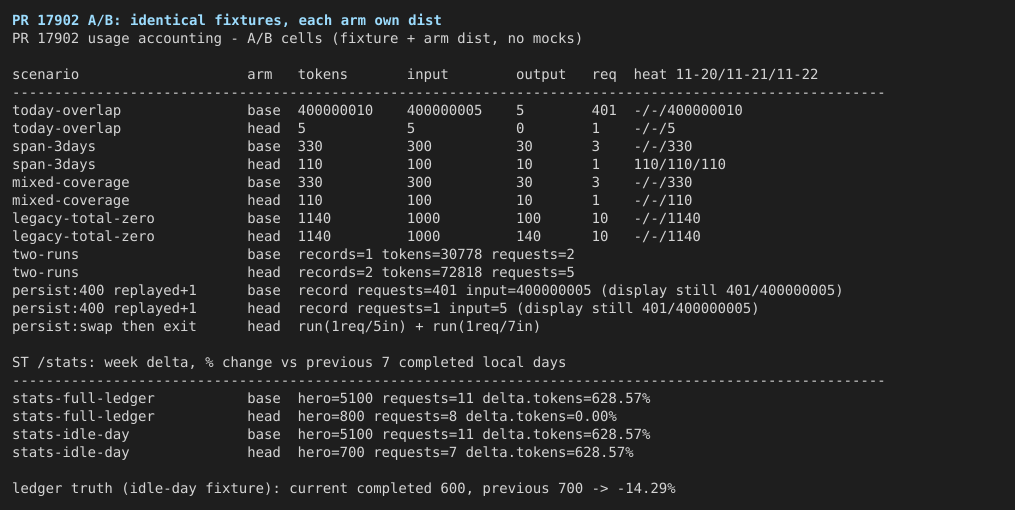 PR 17902 A/B: identical fixtures, each arm own dist
PR 17902 usage accounting - A/B cells (fixture + arm dist, no mocks)
scenario arm tokens input output req heat 11-20/11-21/11-22
---------------------------------------------------------------------------------------------------------
today-overlap base 400000010 400000005 5 401 -/-/400000010
today-overlap head 5 5 0 1 -/-/5
span-3days base 330 300 30 3 -/-/330
span-3days head 110 100 10 1 110/110/110
mixed-coverage base 330 300 30 3 -/-/330
mixed-coverage head 110 100 10 1 -/-/110
legacy-total-zero base 1140 1000 100 10 -/-/1140
legacy-total-zero head 1140 1000 140 10 -/-/1140
two-runs base records=1 tokens=30778 requests=2
two-runs head records=2 tokens=72818 requests=5
persist:400 replayed+1 base record requests=401 input=400000005 (display still 401/400000005)
persist:400 replayed+1 head record requests=1 input=5 (display still 401/400000005)
persist:swap then exit head run(1req/5in) + run(1req/7in)
ST /stats: week delta, % change vs previous 7 completed local days
---------------------------------------------------------------------------------------------------------
stats-full-ledger base hero=5100 requests=11 delta.tokens=628.57%
stats-full-ledger head hero=800 requests=8 delta.tokens=0.00%
stats-idle-day base hero=5100 requests=11 delta.tokens=628.57%
stats-idle-day head hero=700 requests=7 delta.tokens=628.57%
ledger truth (idle-day fixture): current completed 600, previous 700 -> -14.29%